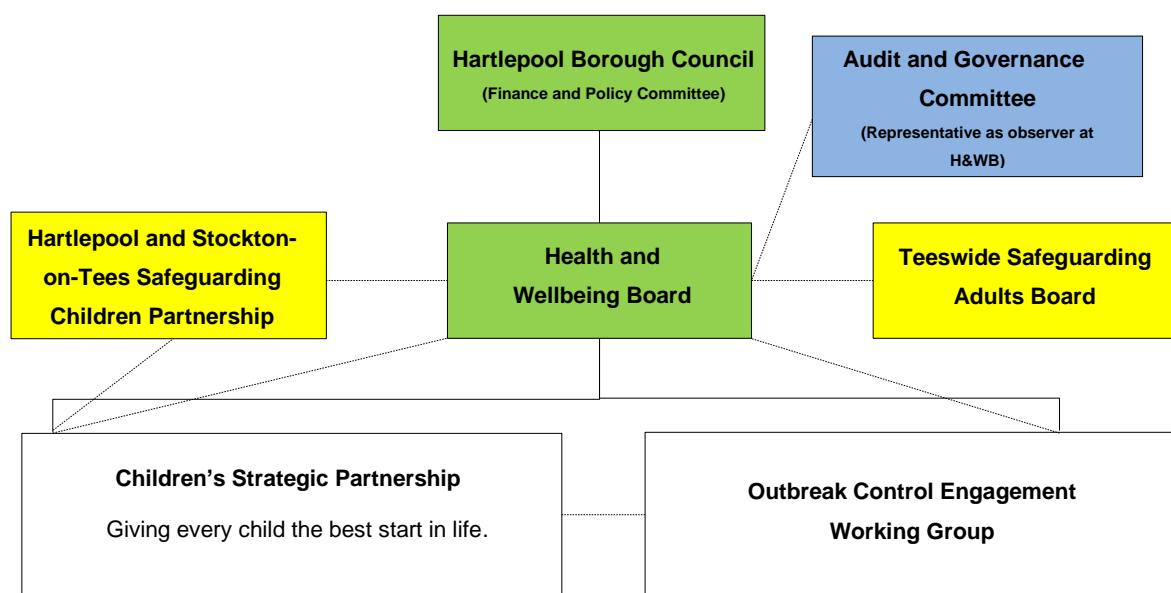 Hartlepool Borough Council
(Finance and Policy Committee)
Audit and Governance
Committee
(Representative as observer at
H&WB)
Hartlepool and Stockton-
on-Tees Safeguarding
Children Partnership
Health and
Wellbeing Board
Teeswide Safeguarding
Adults Board
Children’s Strategic Partnership
Giving every child the best start in life.
Outbreak Control Engagement
Working Group